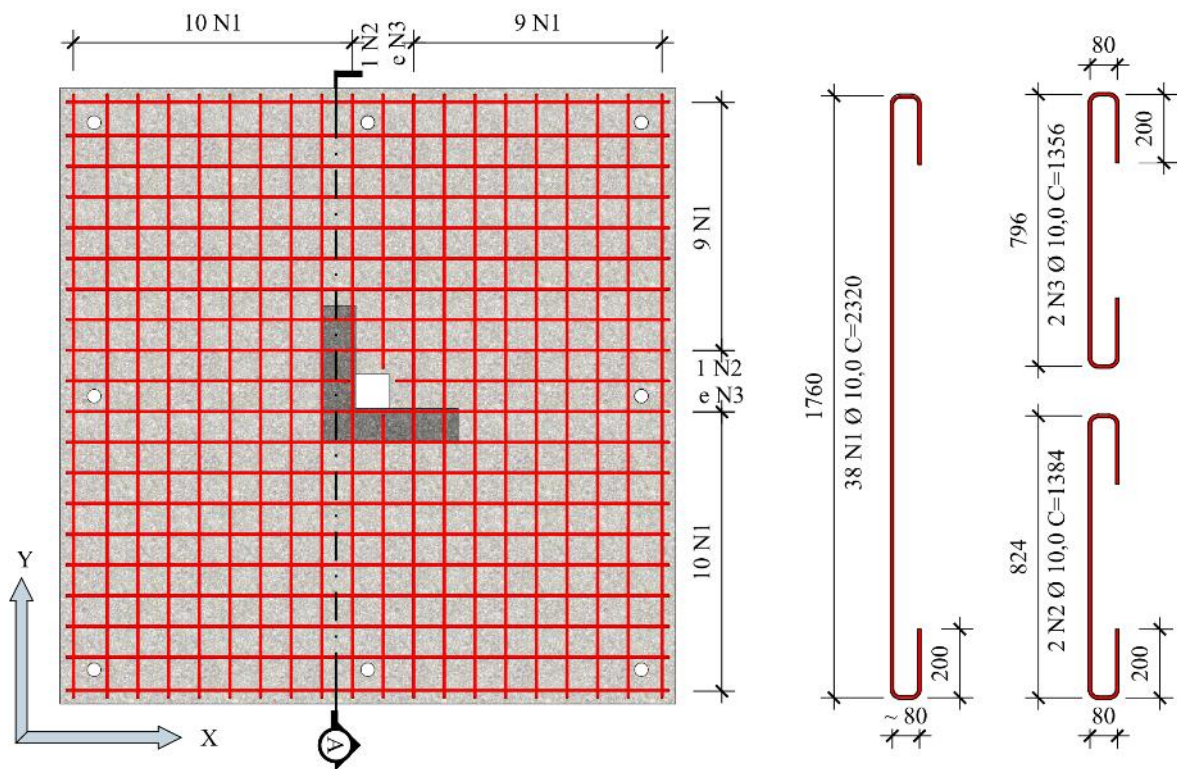 10 N1
1 N2
e N3
9 N1
9 N1
1 N2
e N3
10 N1
Y
X
A
1760
38 N1 Ø 10,0 C=2320
200
~ 80
80
200
796
2 N3 Ø 10,0 C=1356
824
2 N2 Ø 10,0 C=1384
200
80